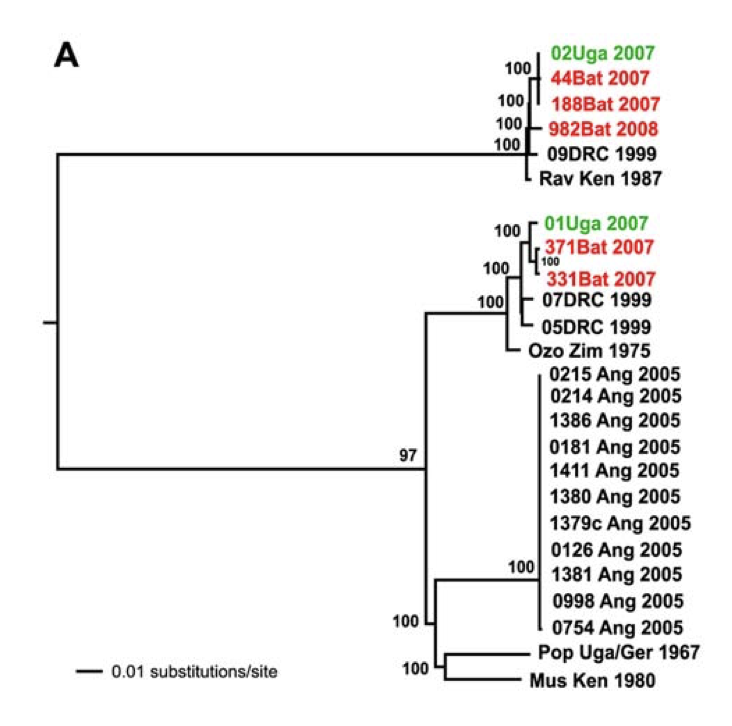 A
02Uga 2007
100
44Bat 2007
100
188Bat 2007
100
982Bat 2008
100
09DRC 1999
Rav Ken 1987
01Uga 2007
100
371Bat 2007
100
100
331Bat 2007
100
07DRC 1999
05DRC 1999
Ozo Zim 1975
0215 Ang 2005
0214 Ang 2005
1386 Ang 2005
0181 Ang 2005
97
1411 Ang 2005
1380 Ang 2005
1379c Ang 2005
0126 Ang 2005
100
1381 Ang 2005
0998 Ang 2005
100
0754 Ang 2005
Pop Uga/Ger 1967
100
Mus Ken 1980
0.01 substitutions/site